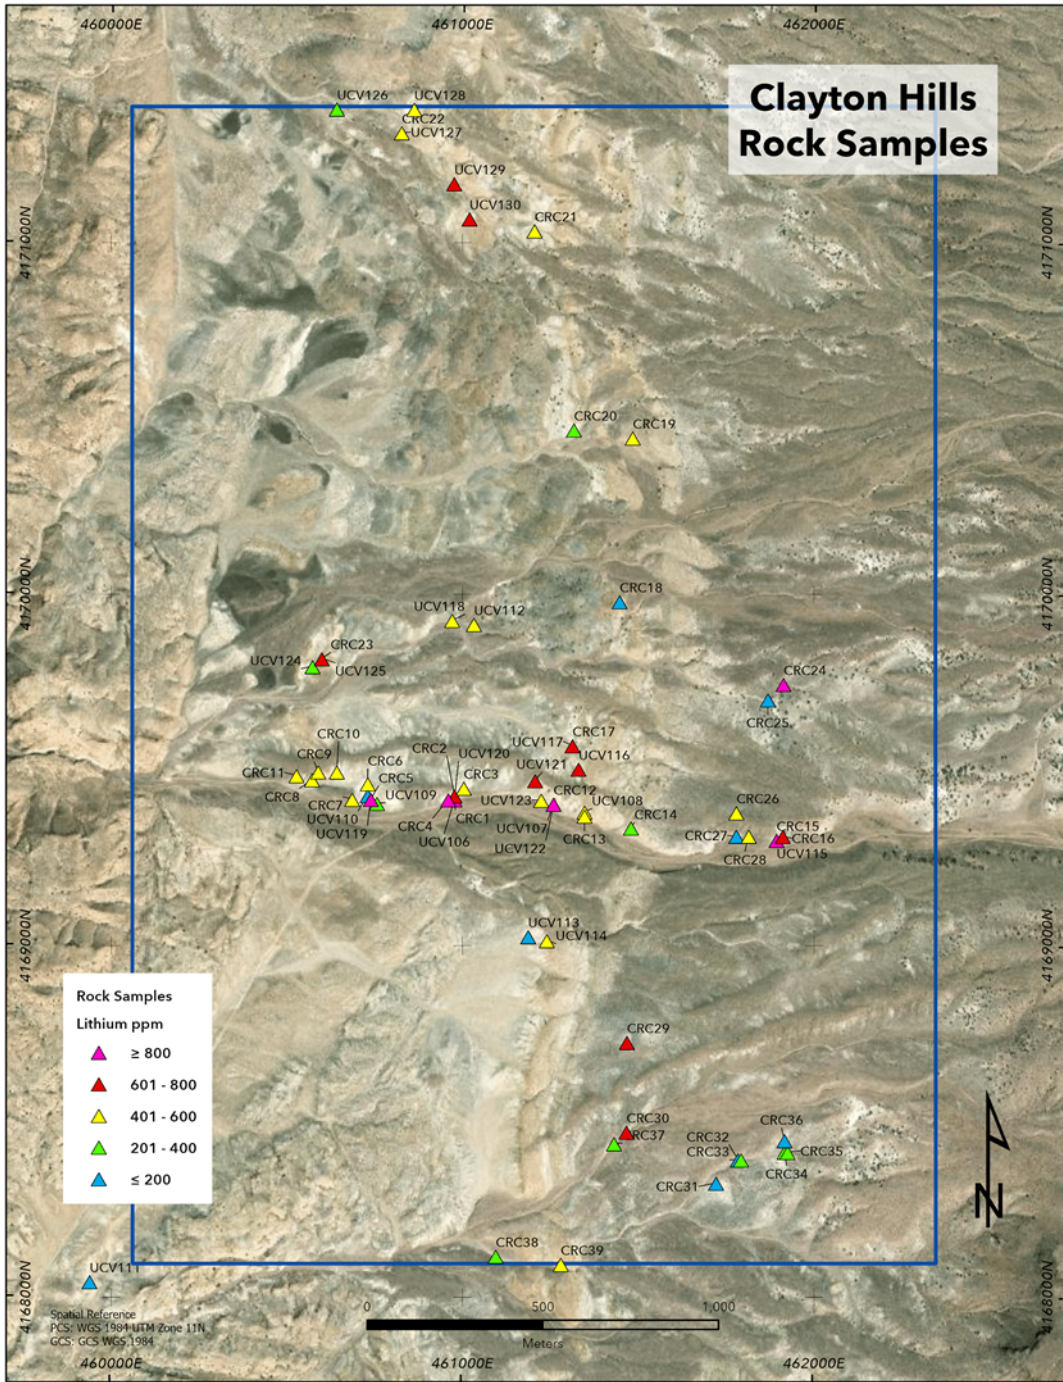 460000E
461000E
462000E
Clayton Hills
Rock Samples
UCV126
UCV128
CRC22
UCV127
UCV129
UCV130
CRC21
4171000N
4171000N
CRC20
CRC19
4170000N
4170000N
CRC18
UCV118
UCV112
CRC23
UCV124
UCV125
CRC24
CRC25
CRC17
UCV117
UCV116
CRC10
CRC2
UCV120
CRC9
CRC6
CRC3
UCV121
CRC11
CRC5
CRC12
CRC8
UCV109
UCV123
UCV108
CRC26
CRC7
UCV110
CRC4
CRC1
CRC14
CRC15
UCV119
UCV106
UCV107
CRC13
CRC27
CRC16
UCV122
CRC28
UCV115
UCV113
UCV114
4169000N
4169000N
Rock Samples
Lithium ppm
≥ 800
601 - 800
401 - 600
201 - 400
≤ 200
CRC29
CRC30
CRC36
RC37
CRC32
CRC33
CRC35
CRC34
CRC31
N
CRC38
CRC39
UCV111
4168000N
4168000N
Spatial Reference
PCS: WGS 1984 UTM Zone 11N
GCS: GCS WGS 1984
0
500
1,000
Meters
460000E
461000E
462000E